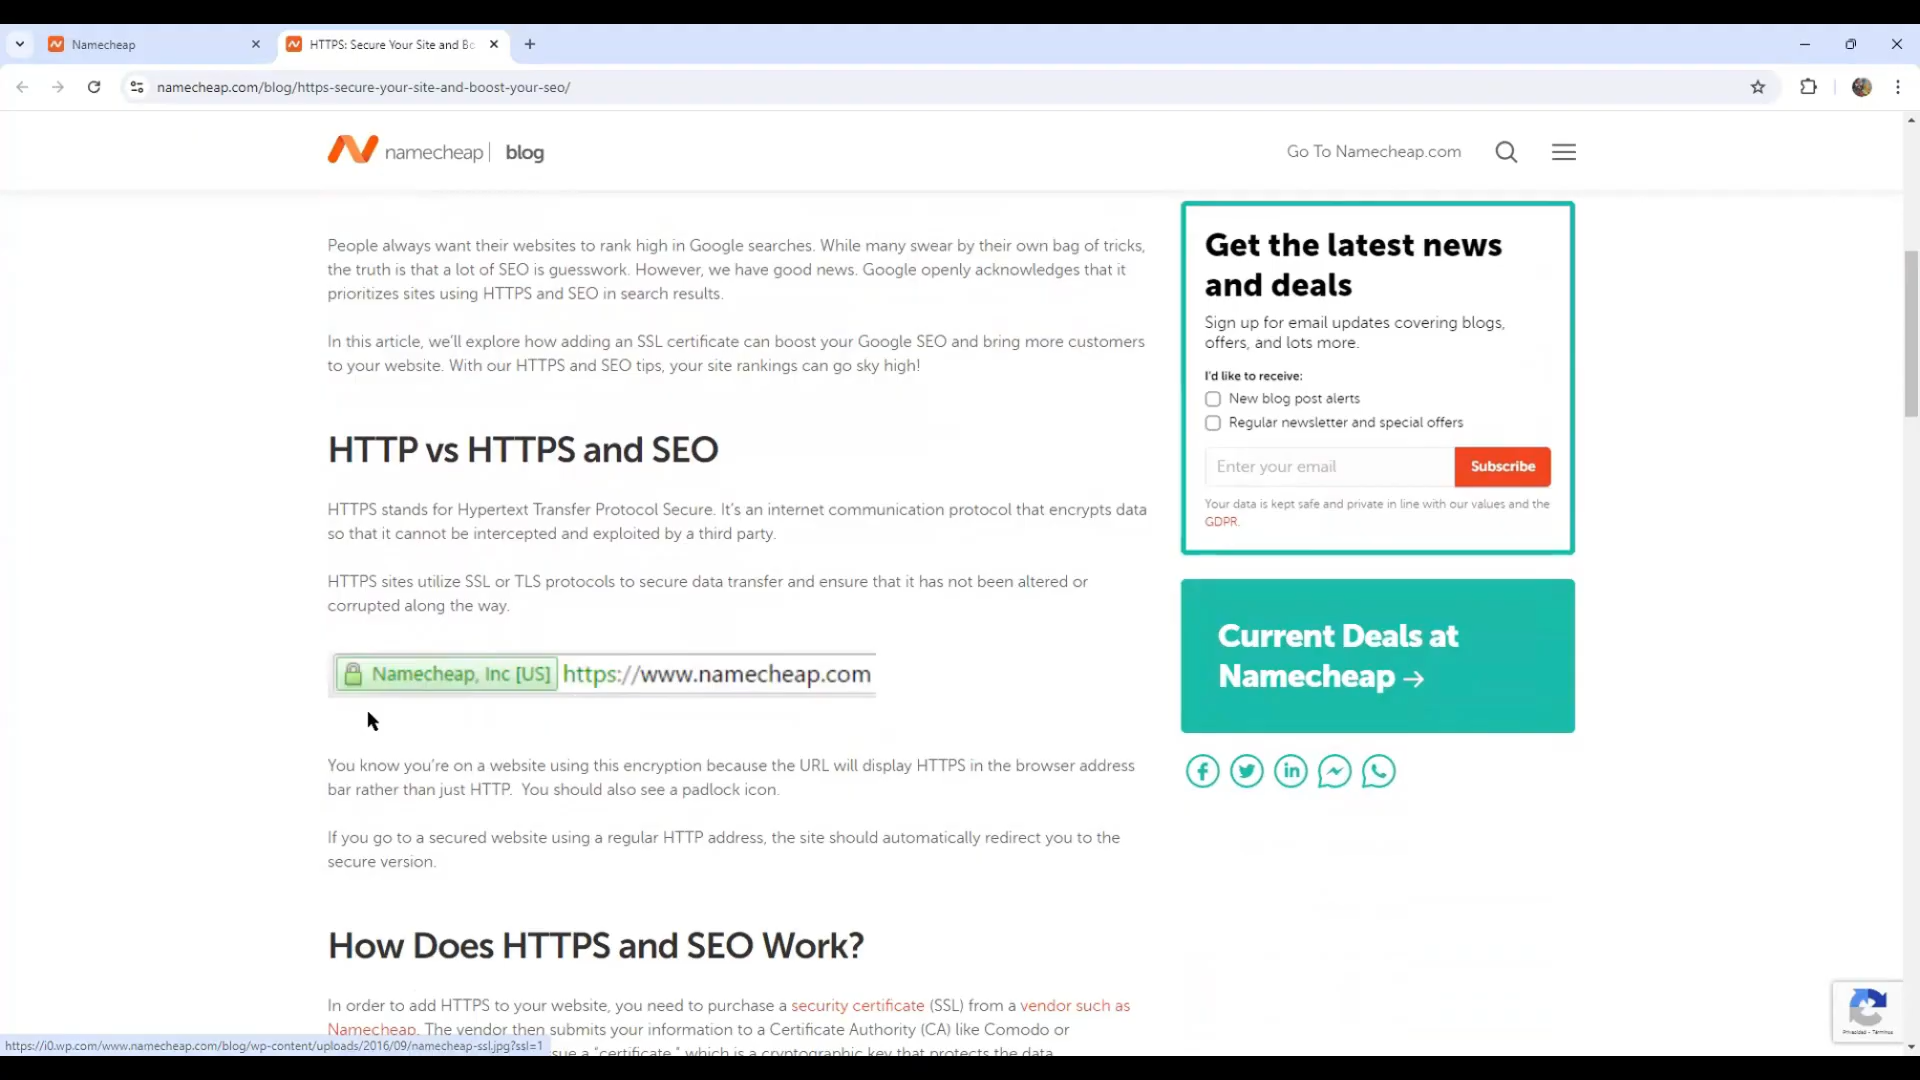 Namecheap
HTTPS: Secure Your Site and Bo
namecheap.com/blog/https-secure-your-site-and-boost-your-seo/
namecheap | blog
Go To Namecheap.com
People always want their websites to rank high in Google searches. While many swear by their own bag of tricks,
the truth is that a lot of SEO is guesswork. However, we have good news. Google openly acknowledges that it
prioritizes sites using HTTPS and SEO in search results.
In this article, we'll explore how adding an SSL certificate can boost your Google SEO and bring more customers
to your website. With our HTTPS and SEO tips, your site rankings can go sky high!
HTTP vs HTTPS and SEO
HTTPS stands for Hypertext Transfer Protocol Secure. It's an internet communication protocol that encrypts data
so that it cannot be intercepted and exploited by a third party.
HTTPS sites utilize SSL or TLS protocols to secure data transfer and ensure that it has not been altered or
corrupted along the way.
Namecheap, Inc [US] https://www.namecheap.com
You know you're on a website using this encryption because the URL will display HTTPS in the browser address
bar rather than just HTTP. You should also see a padlock icon.
If you go to a secured website using a regular HTTP address, the site should automatically redirect you to the
secure version.
How Does HTTPS and SEO Work?
In order to add HTTPS to your website, you need to purchase a security certificate (SSL) from a vendor such as
Namecheap. The vendor then submits your information to a Certificate Authority (CA) like Comodo or
sue a "certificate," which is a cryptographic key that protects the data
https://i0.wp.com/www.namecheap.com/blog/wp-content/uploads/2016/09/namecheap-ssl.jpg?ssl=1
Get the latest news
and deals
Sign up for email updates covering blogs,
offers, and lots more.
I'd like to receive:
New blog post alerts
Regular newsletter and special offers
Enter your email
Subscribe
Your data is kept safe and private in line with our values and the
GDPR.
Current Deals at
Namecheap →
Privacidad - Términos